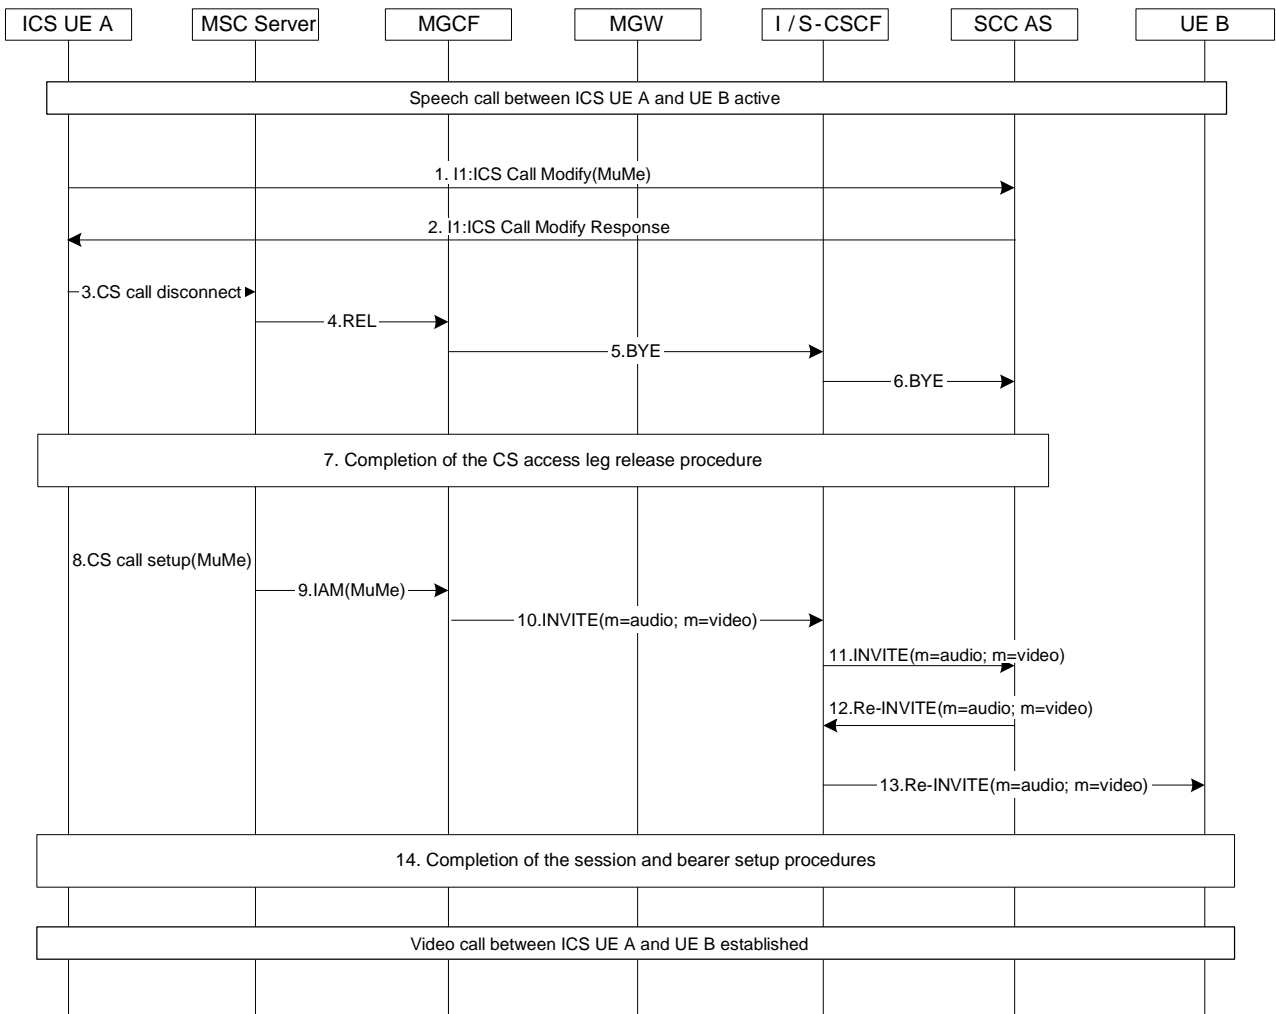 ICS UE A
MSC Server
MGCF
MGW
I / S-CSCF
SCC AS
UE B
Speech call between ICS UE A and UE B active
1. I1:ICS Call Modify(MuMe)
2. I1:ICS Call Modify Response
3.CS call disconnect
4.REL
5.BYE
6.BYE
7. Completion of the CS access leg release procedure
8.CS call setup(MuMe)
9.IAM(MuMe)
10.INVITE(m=audio; m=video)
11.INVITE(m=audio; m=video)
12.Re-INVITE(m=audio; m=video)
13.Re-INVITE(m=audio; m=video)
14. Completion of the session and bearer setup procedures
Video call between ICS UE A and UE B established